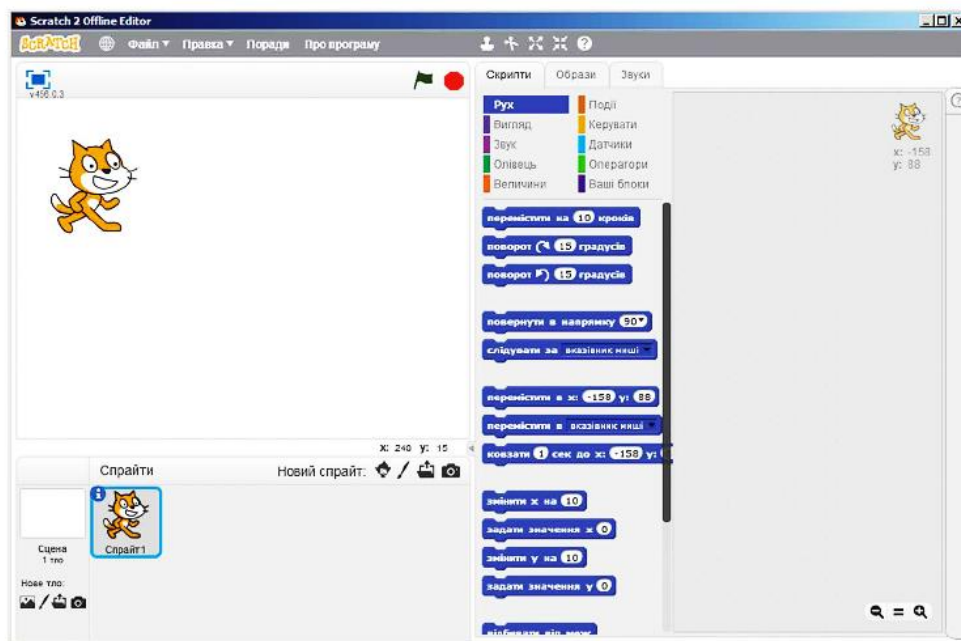 Scratch 2 Offline Editor
SCRATCH Файл Правка Поради Про програму
v456.0.3
Скрипти Образи Звуки
Рух Події
Вигляд Керувати
Звук Датчики
Олівець Оператори
Величини Ваші блоки
x: -158
y: 88
перемістити на 10 кроків
поворот 15 градусів
поворот 15 градусів
повернути в напрямку 90
слідувати за вказівник миші
перемістити в x: -158 y: 88
перемістити в вказівник миші
ковзати 1 сек до x: -158 y:
змінити x на 10
задати значення x 0
змінити y на 10
задати значення y 0
відбивати від меж
X: 240 y: 15
Спрайти Новий спрайт:
Сцена
1 тло
Спрайт1
Нове тло: